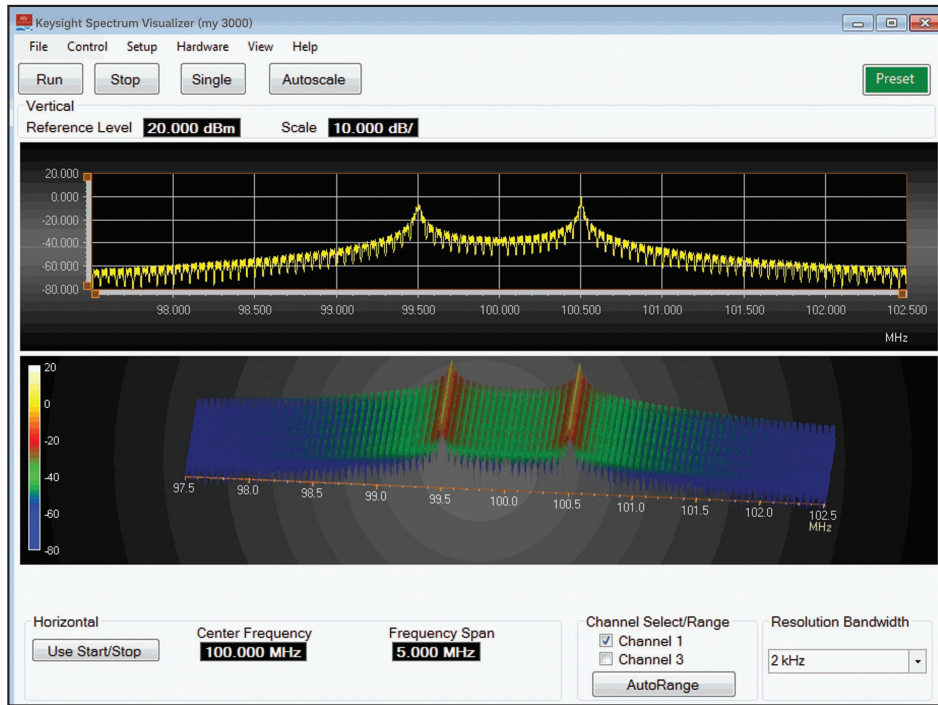 Keysight Spectrum Visualizer (my 3000)
File Control Setup Hardware View Help
Run Stop Single Autoscale Preset
Vertical
Reference Level 20.000 dBm Scale 10.000 dB/
20.000
0.000
-20.000
-40.000
-60.000
-80.000
98.000 98.500 99.000 99.500 100.000 100.500 101.000 101.500 102.000 102.500
MHz
20
0
-20
-40
-60
-80
97.5 98.0 98.5 99.0 99.5 100.0 100.5 101.0 101.5 102.0 102.5
MHz
Horizontal
Use Start/Stop
Center Frequency
100.000 MHz
Frequency Span
5.000 MHz
Channel Select/Range
Channel 1
Channel 3
AutoRange
Resolution Bandwidth
2 kHz